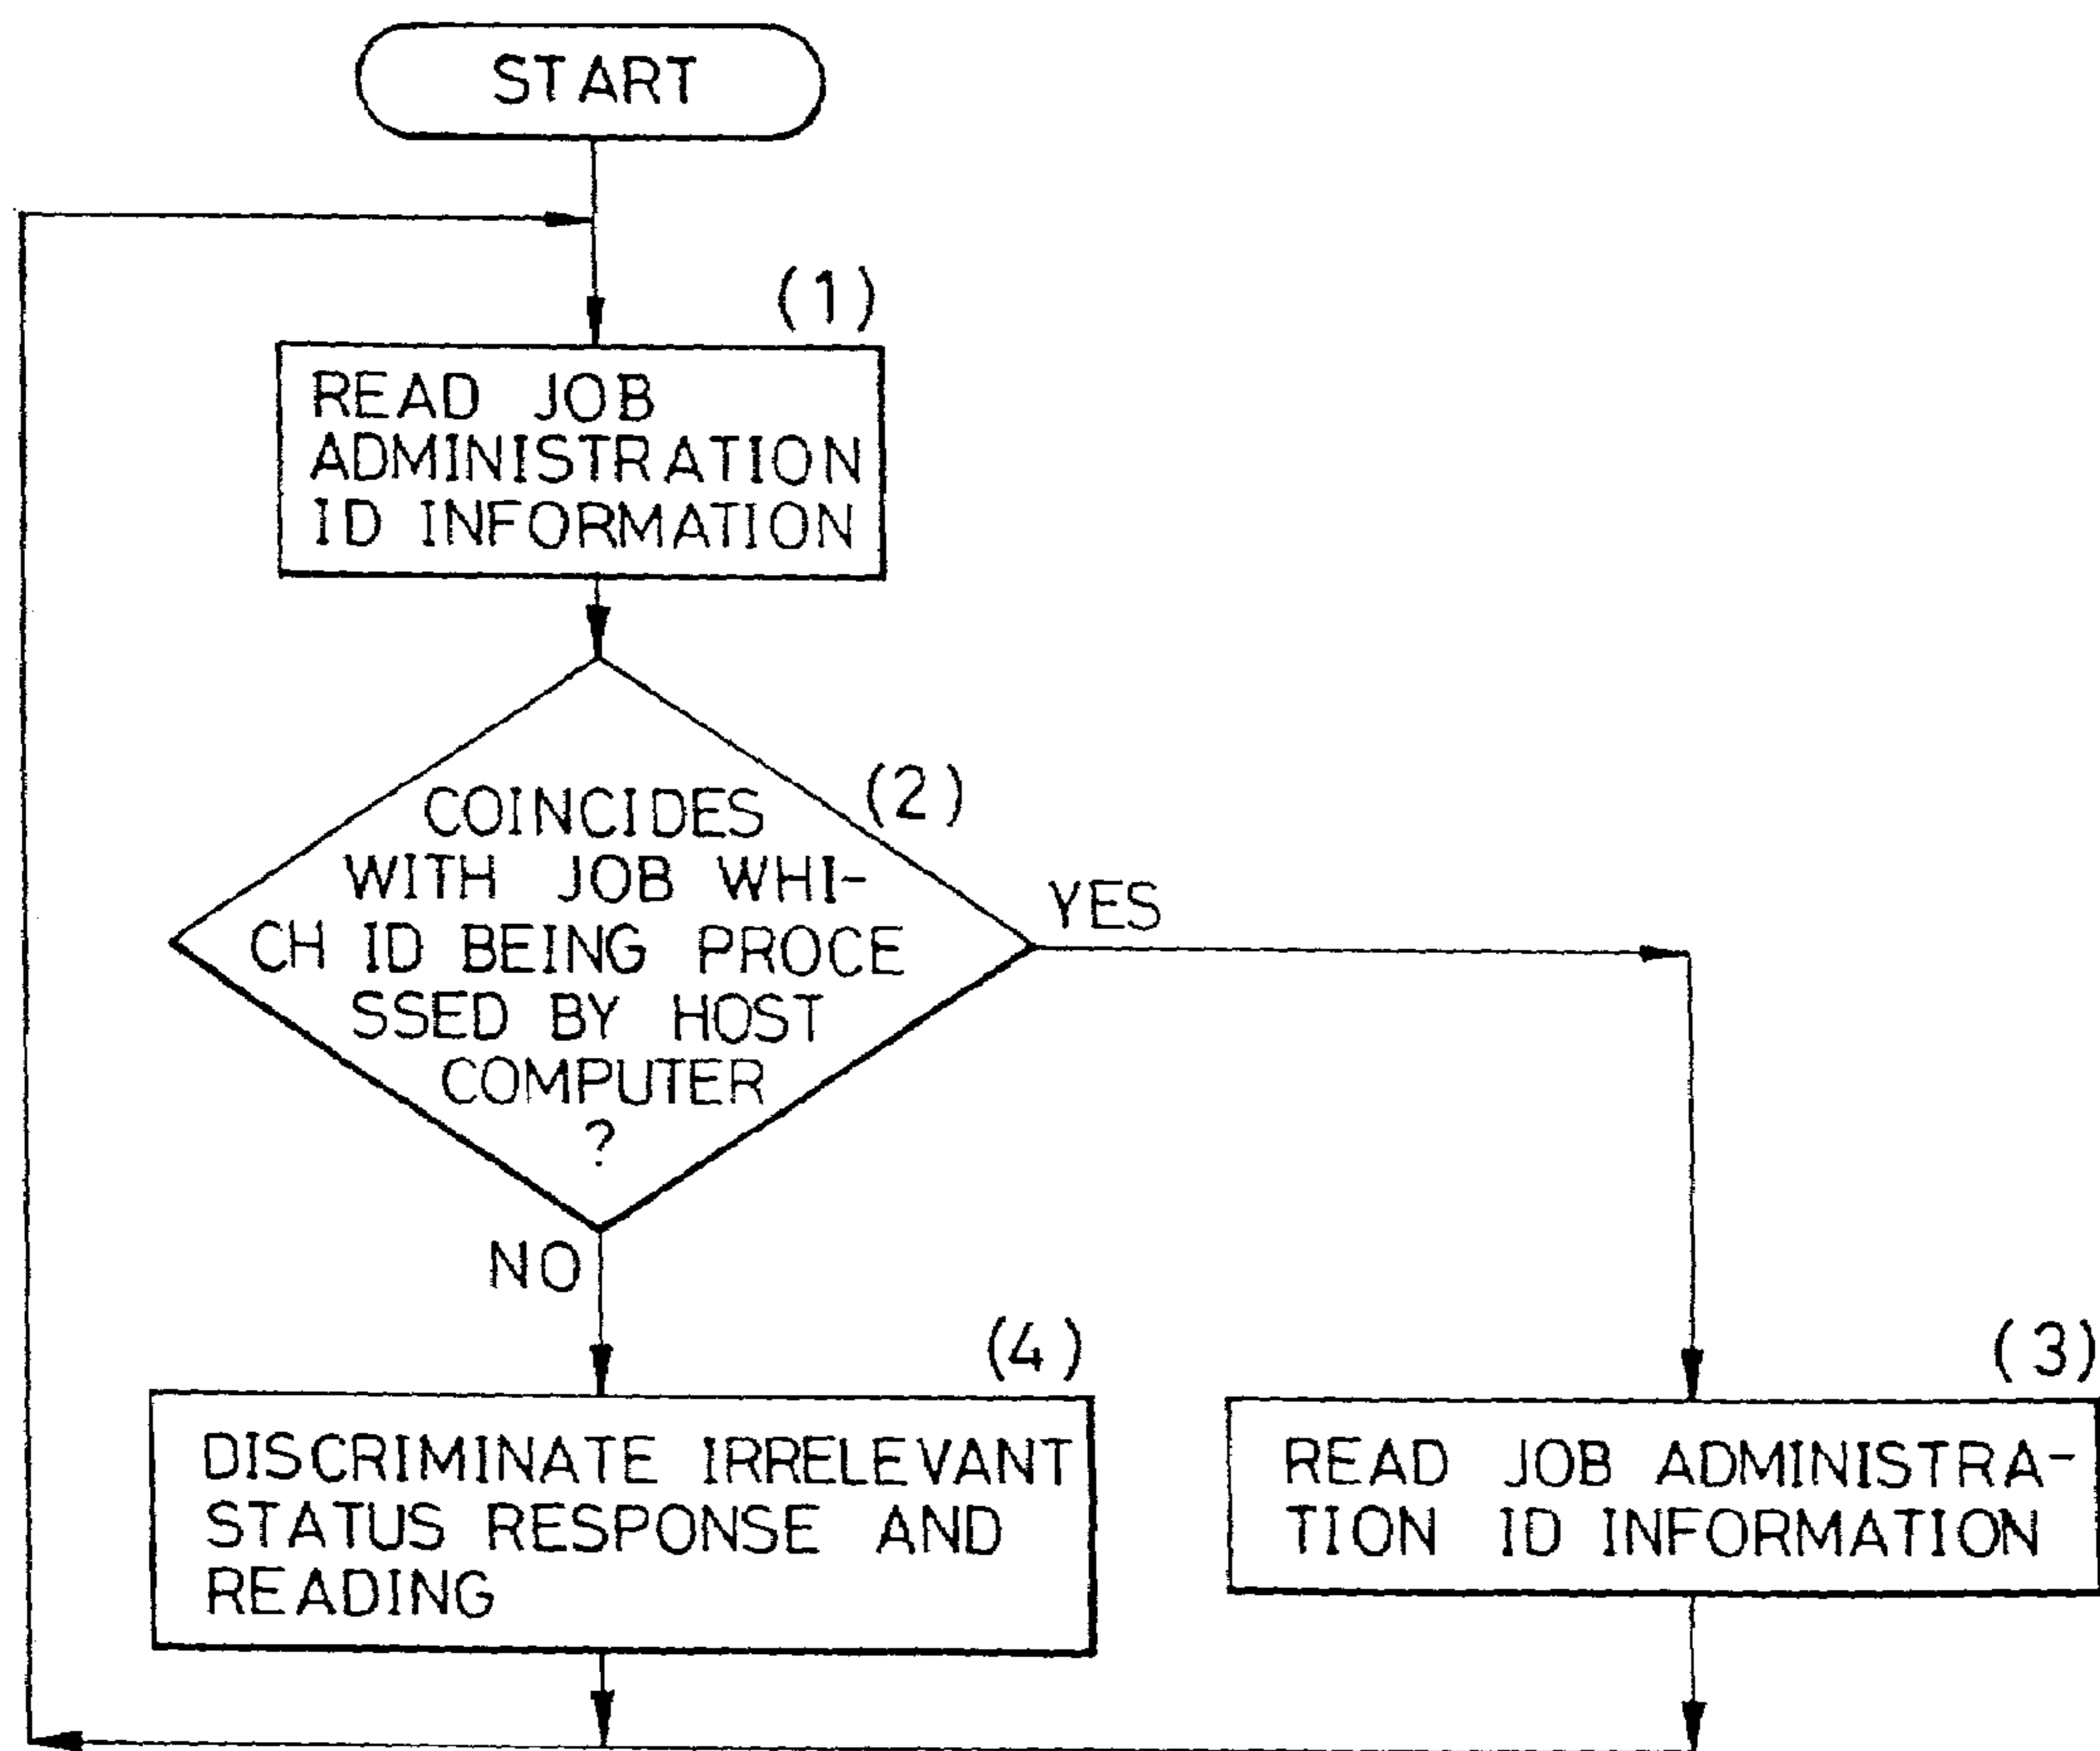 START
(1)
READ JOB
ADMINISTRATION
ID INFORMATION
(2)
COINCIDES
WITH JOB WHI-
CH ID BEING PROCE
SSED BY HOST
COMPUTER
?
YES
NO
(4)
DISCRIMINATE IRRELEVANT
STATUS RESPONSE AND
READING
(3)
READ JOB ADMINISTRA-
TION ID INFORMATION